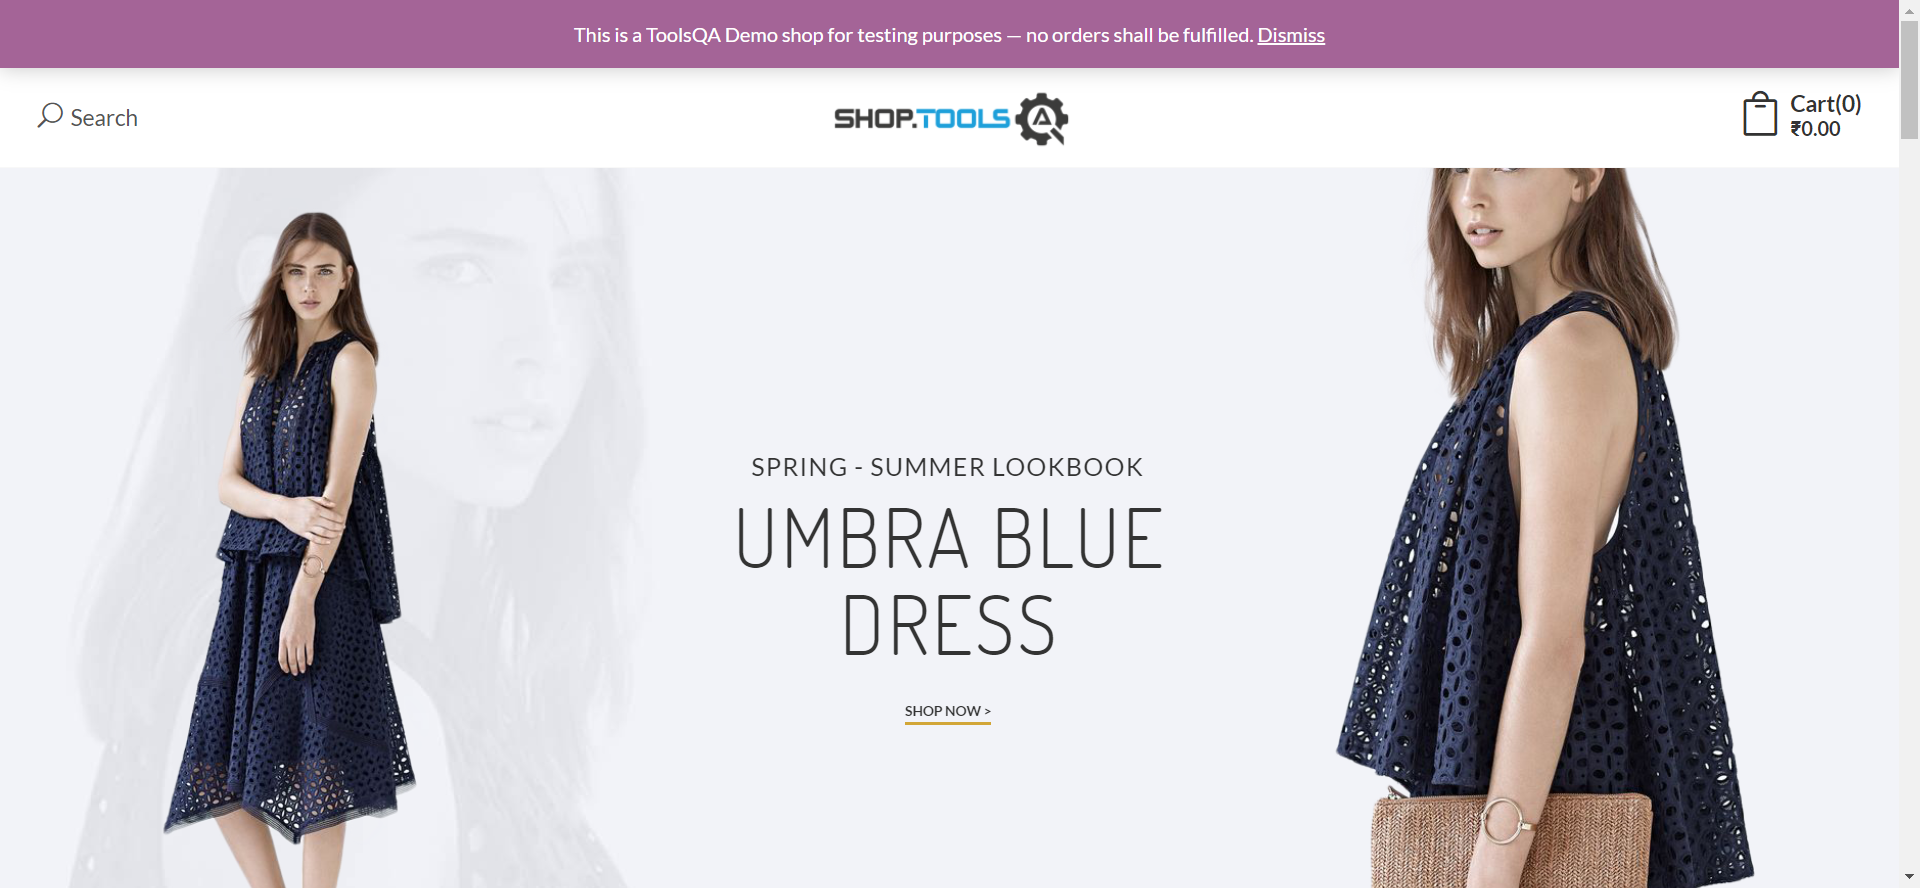 This is a ToolsQA Demo shop for testing purposes — no orders shall be fulfilled. Dismiss
Search
SHOP.TOOLS
Cart(0)
₹0.00
SPRING - SUMMER LOOKBOOK
UMBRA BLUE
DRESS
SHOP NOW >